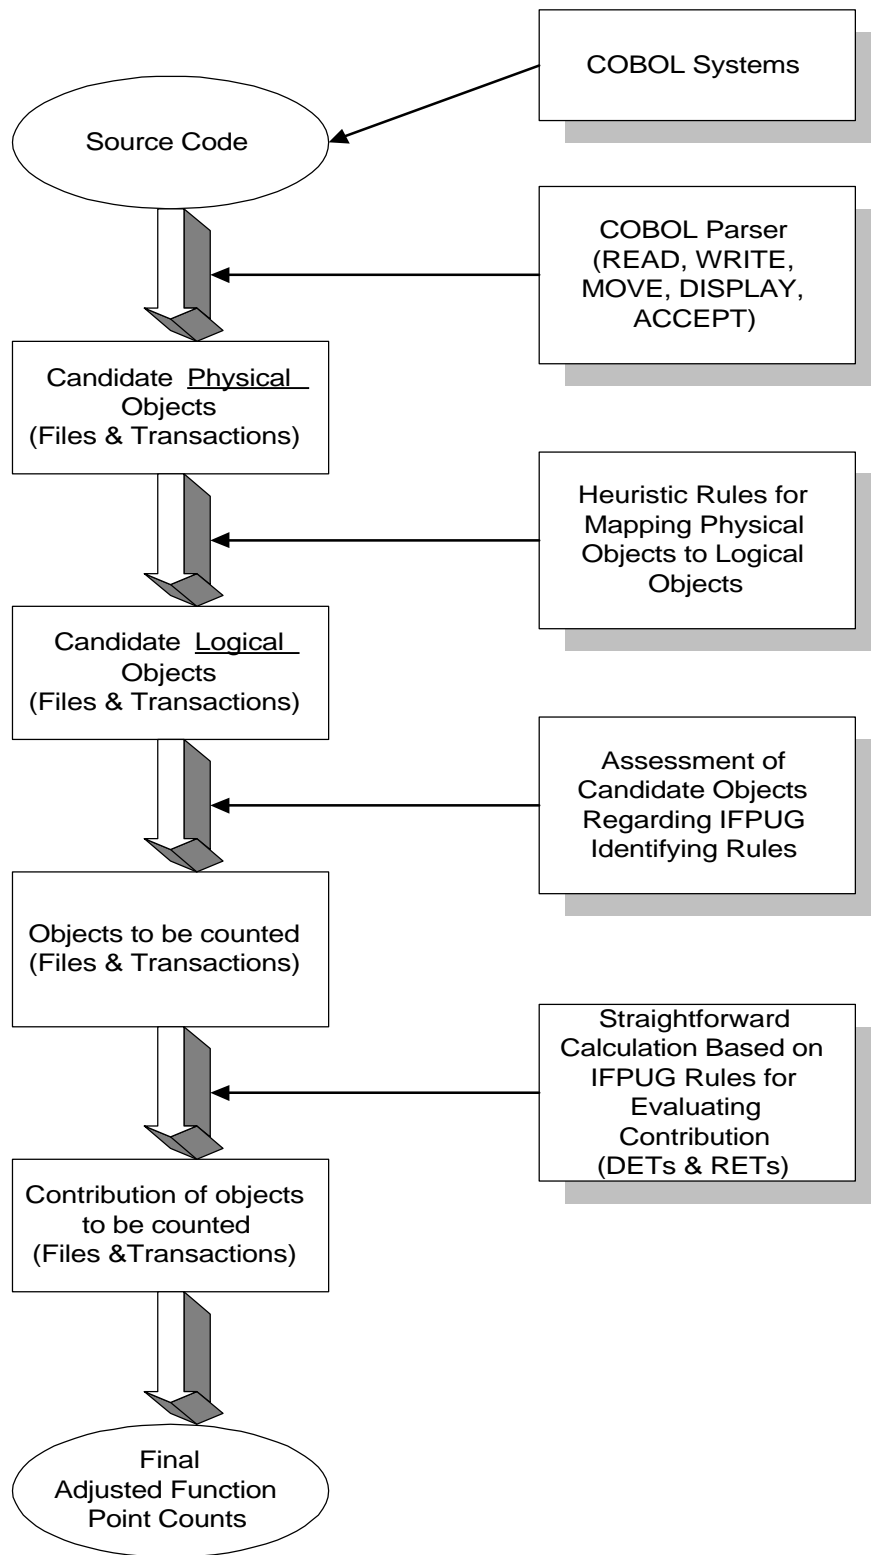 COBOL Systems
Source Code
COBOL Parser
(READ, WRITE,
MOVE, DISPLAY,
ACCEPT)
Candidate Physical
Objects
(Files & Transactions)
Heuristic Rules for
Mapping Physical
Objects to Logical
Objects
Candidate Logical
Objects
(Files & Transactions)
Assessment of
Candidate Objects
Regarding IFPUG
Identifying Rules
Objects to be counted
(Files & Transactions)
Straightforward
Calculation Based on
IFPUG Rules for
Evaluating
Contribution
(DETs & RETs)
Contribution of objects
to be counted
(Files &Transactions)
Final
Adjusted Function
Point Counts